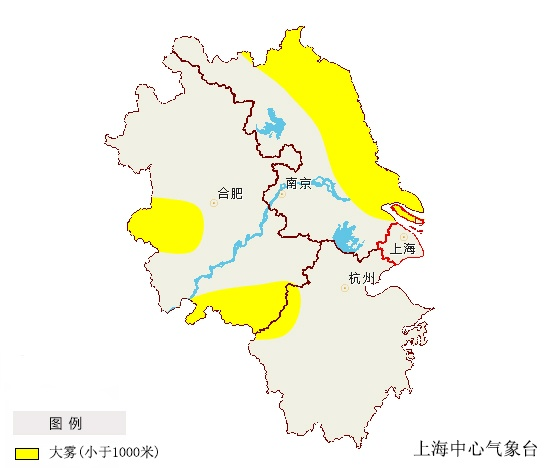 合肥
南京
上海
杭州
图 例
大雾(小于1000米)
上海中心气象台